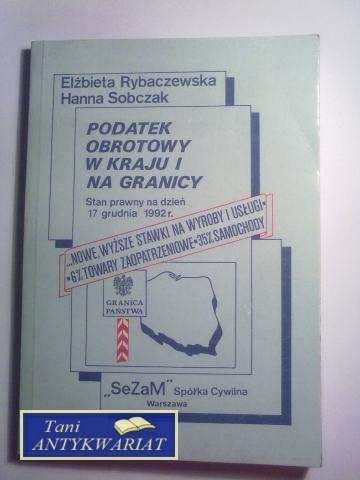 Elżbieta Rybaczewska
Hanna Sobczak
PODATEK
OBROTOWY
W KRAJU I
NA GRANICY
Stan prawny na dzień
17 grudnia 1992 r.
...NOWE, WYŻSZE STAWKI NA WYROBY I USŁUGI•
•6% TOWARY ZAOPATRZENIOWE•35% SAMOCHODY
GRANICA
PAŃSTWA
„SeZaM" Spółka Cywilna
Warszawa
Tani
ANTYKWARIAT